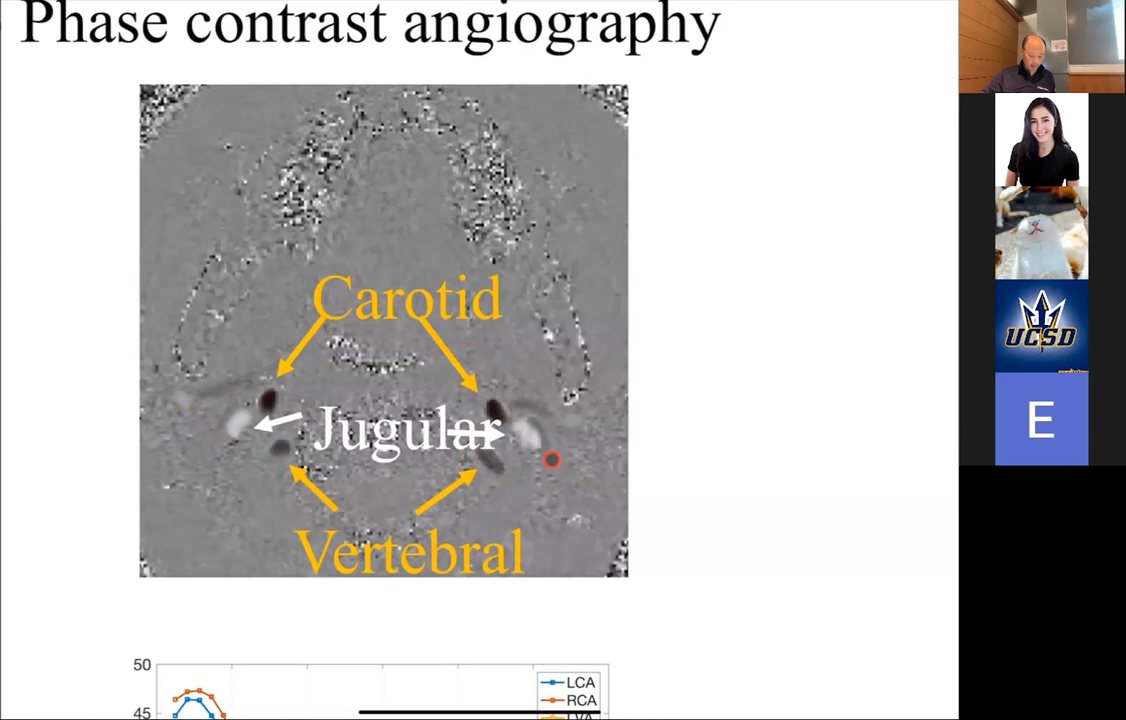 Phase contrast angiography
Carotid
Jugular
Vertebral
50
45
LCA
RCA
LVA
UCSD
E